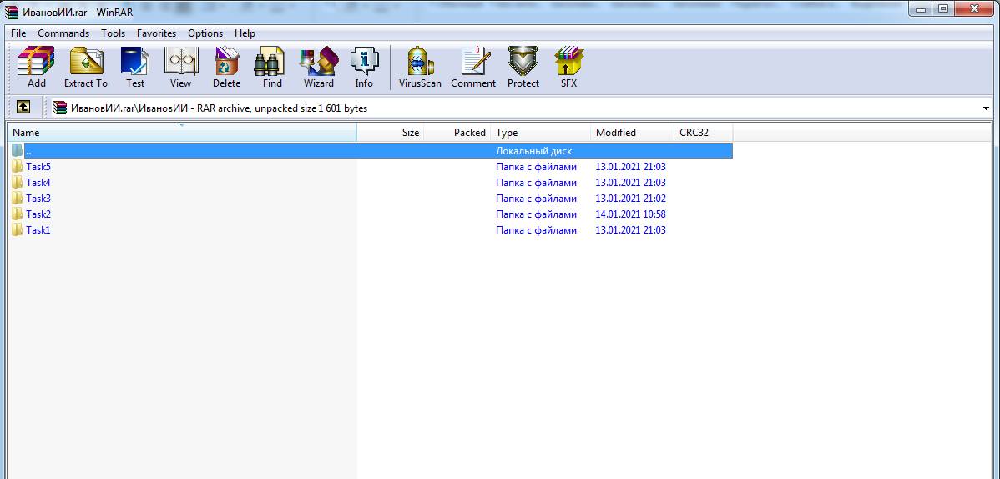 ИвановИИ.rar - WinRAR
File Commands Tools Favorites Options Help
Add Extract To Test View Delete Find Wizard Info VirusScan Comment Protect SFX
ИвановИИ.rar\ИвановИИ - RAR archive, unpacked size 1 601 bytes
Name Size Packed Type Modified CRC32
.. Локальный диск
Task5 Папка с файлами 13.01.2021 21:03
Task4 Папка с файлами 13.01.2021 21:03
Task3 Папка с файлами 13.01.2021 21:02
Task2 Папка с файлами 14.01.2021 10:58
Task1 Папка с файлами 13.01.2021 21:03